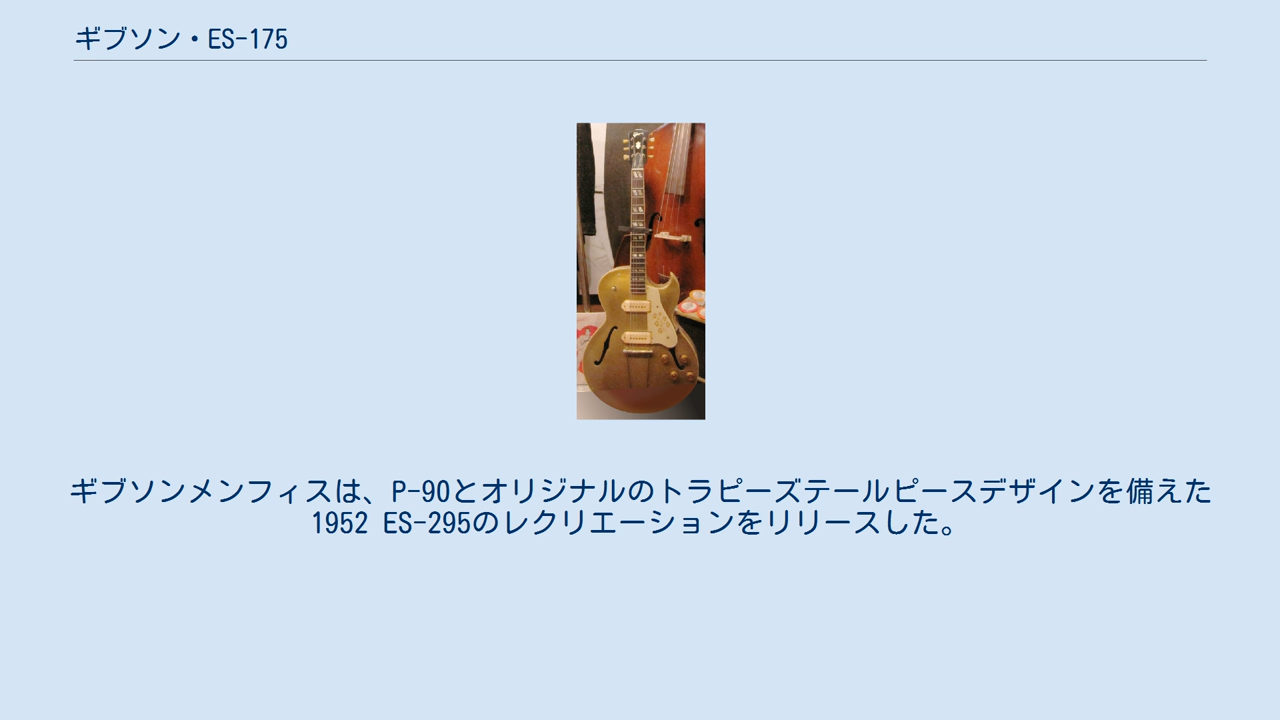 ギブソン・ES-175
ギブソンメンフィスは、P-90とオリジナルのトラピーズテールピースデザインを備えた
1952 ES-295のレクリエーションをリリースした。